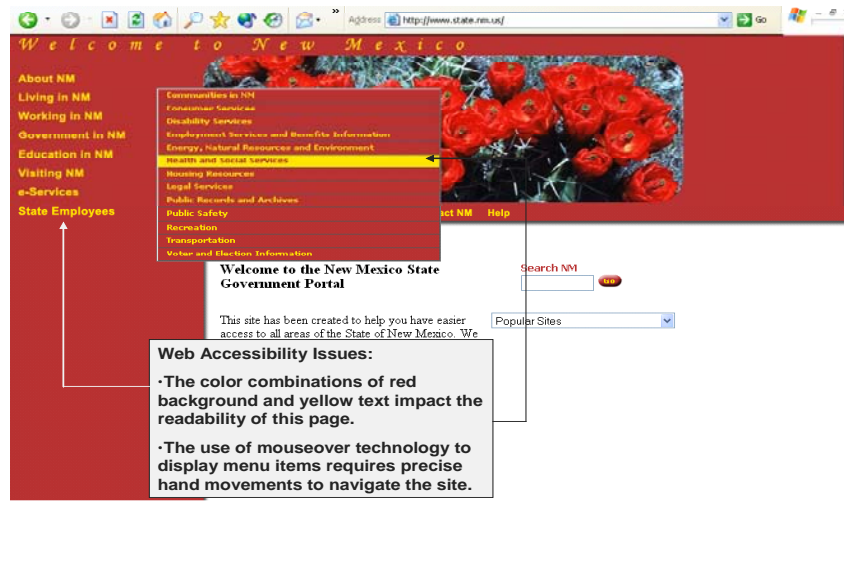 Address http://www.state.nm.us/ Go
Welcome to New Mexico
About NM
Living in NM
Working in NM
Government in NM
Education in NM
Visiting NM
e-Services
State Employees
Communities in NM
Consumer Services
Disability Services
Employment Services and Benefits Information
Energy, Natural Resources and Environment
Health and Social Services
Housing Resources
Legal Services
Public Records and Archives
Public Safety
Recreation
Transportation
Voter and Election Information
act NM Help
Welcome to the New Mexico State
Government Portal
Search NM
Go
This site has been created to help you have easier
access to all areas of the State of New Mexico. We
Popular Sites
Web Accessibility Issues:
·The color combinations of red
background and yellow text impact the
readability of this page.
·The use of mouseover technology to
display menu items requires precise
hand movements to navigate the site.